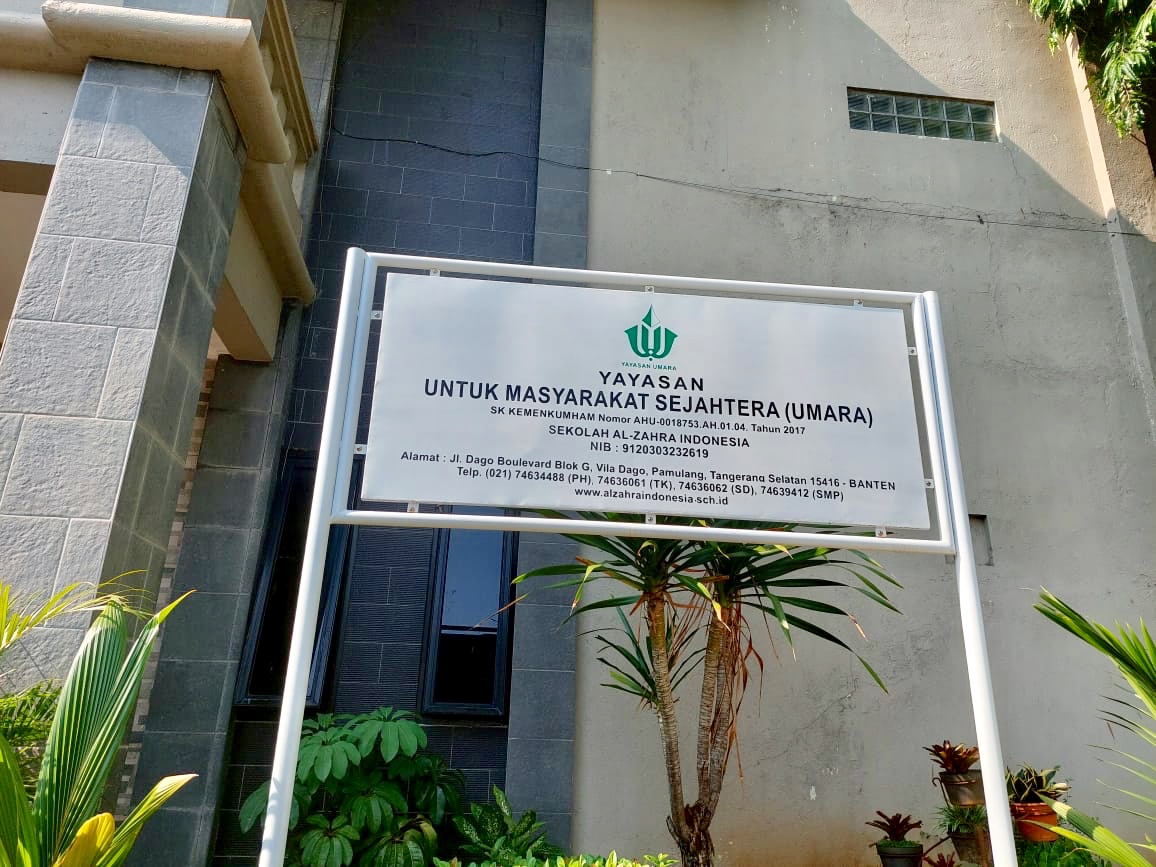 YAYASAN UMARA
YAYASAN
UNTUK MASYARAKAT SEJAHTERA (UMARA)
SK KEMENKUMHAM Nomor AHU-0018753.AH.01.04. Tahun 2017
SEKOLAH AL-ZAHRA INDONESIA
NIB : 9120303232619
Alamat : Jl. Dago Boulevard Blok G, Vila Dago, Pamulang, Tangerang Selatan 15416 - BANTEN
Telp. (021) 74634488 (PH), 74636061 (TK), 74636062 (SD), 74639412 (SMP)
www.alzahraindonesia.sch.id